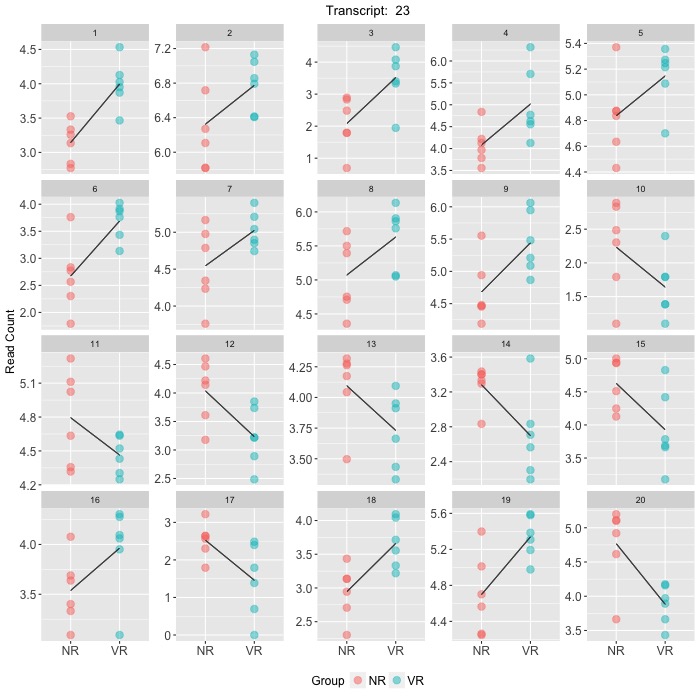 Transcript: 23
1 2 3 4 5
4.5 7.2 4 6.0 5.4
4.0 6.8 3 5.5 5.2
3.5 6.4 2 5.0 5.0
3.0 6.0 1 4.5 4.8
4.0 4.6
3.5 4.4
6 7 8 9 10
4.0 5.0 6.0 6.0 2.5
3.5 4.5 5.5 5.5 2.0
3.0 4.0 5.0 5.0 1.5
2.5 4.5 4.5
2.0
Read Count
11 12 13 14 15
5.1 4.5 4.25 3.6 5.0
4.8 4.0 4.00 3.2 4.5
4.5 3.5 3.75 2.8 4.0
4.2 3.0 3.50 2.4 3.5
2.5
16 17 18 19 20
4.0 3 4.0 5.6 5.0
3.5 2 3.5 5.2 4.5
1 3.0 4.8 4.0
0 2.5 4.4 3.5
NR VR NR VR NR VR NR VR NR VR
Group NR VR